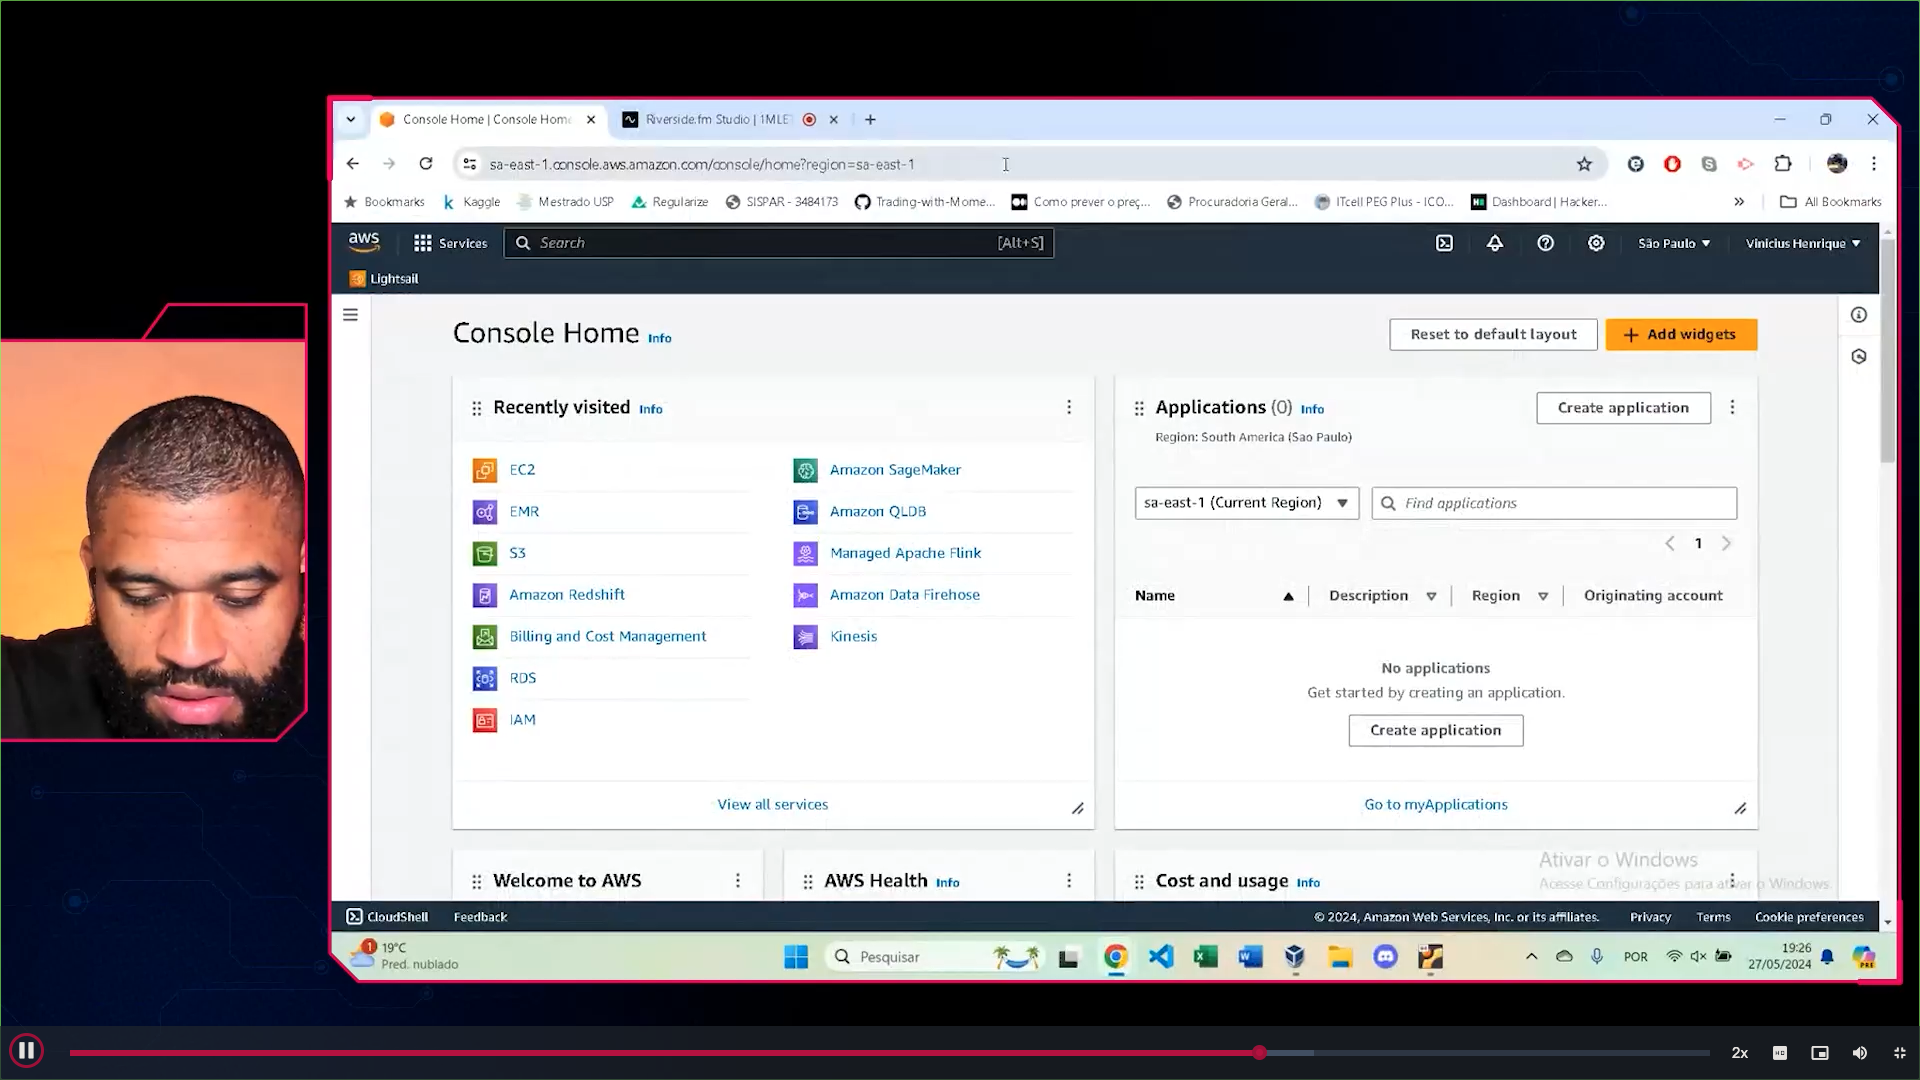 Console Home | Console Home
Riverside.fm Studio | 1MLE
sa-east-1.console.aws.amazon.com/console/home?region=sa-east-1
Bookmarks
Kaggle
Mestrado USP
Regularize
SISPAR - 3484173
Trading-with-Mome...
Como prever o preç...
Procuradoria Geral...
ITcell PEG Plus - ICO...
Dashboard | Hacker...
»
All Bookmarks
aws
Services
Search
[Alt+S]
São Paulo
Vinicius Henrique
Lightsail
Console Home Info
Reset to default layout
+ Add widgets
Recently visited Info
EC2
EMR
S3
Amazon Redshift
Billing and Cost Management
RDS
IAM
Amazon SageMaker
Amazon QLDB
Managed Apache Flink
Amazon Data Firehose
Kinesis
View all services
Applications (0) Info
Region: South America (Sao Paulo)
Create application
sa-east-1 (Current Region)
Find applications
1
Name
Description
Region
Originating account
No applications
Get started by creating an application.
Create application
Go to myApplications
Welcome to AWS
AWS Health Info
Cost and usage Info
Ativar o Windows
Acesse Configurações para ativar o Windows.
CloudShell
Feedback
© 2024, Amazon Web Services, Inc. or its affiliates.
Privacy
Terms
Cookie preferences
1
19°C
Pred. nublado
Pesquisar
POR
19:26
27/05/2024
PRE
2x
HD